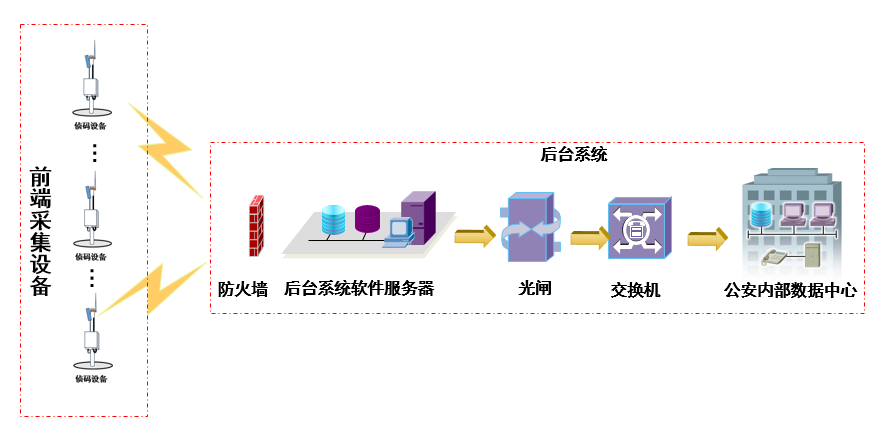 前端采集设备
侦码设备
侦码设备
侦码设备
后台系统
防火墙
后台系统软件服务器
光闸
交换机
公安内部数据中心